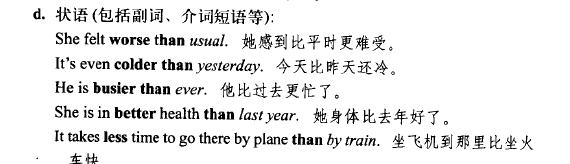 d. 状语(包括副词、介词短语等):
She felt worse than usual. 她感到比平时更难受。
It's even colder than yesterday. 今天比昨天还冷。
He is busier than ever. 他比过去更忙了。
She is in better health than last year. 她身体比去年好了。
It takes less time to go there by plane than by train. 坐飞机到那里比坐火
车快